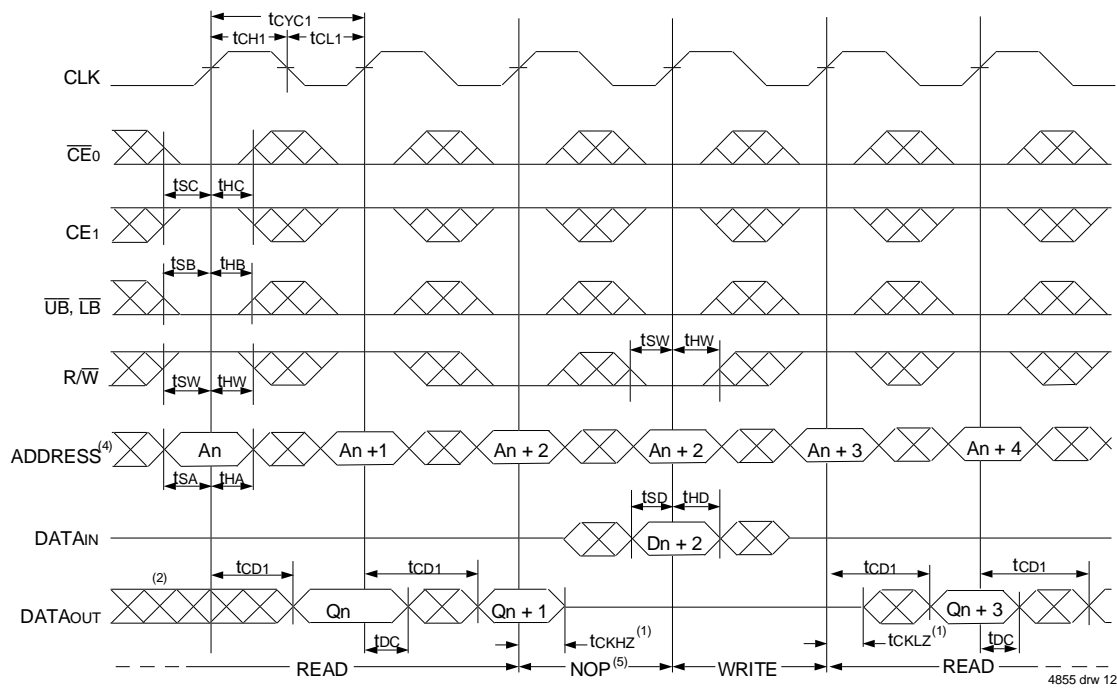 tCYC1
tCH1 tCL1
CLK
CE0
tSC tHC
CE1
tSB tHB
UB, LB
tSW tHW
R/W
tSW tHW
ADDRESS(4) An An +1 An + 2 An + 2 An + 3 An + 4
tSA tHA
tSD tHD
DATAIN Dn + 2
(2) tCD1 tCD1 tCD1 tCD1
DATAOUT Qn Qn + 1 Qn + 3
tDC tCKHZ(1) tCKLZ(1) tDC
READ NOP(5) WRITE READ
4855 drw 12